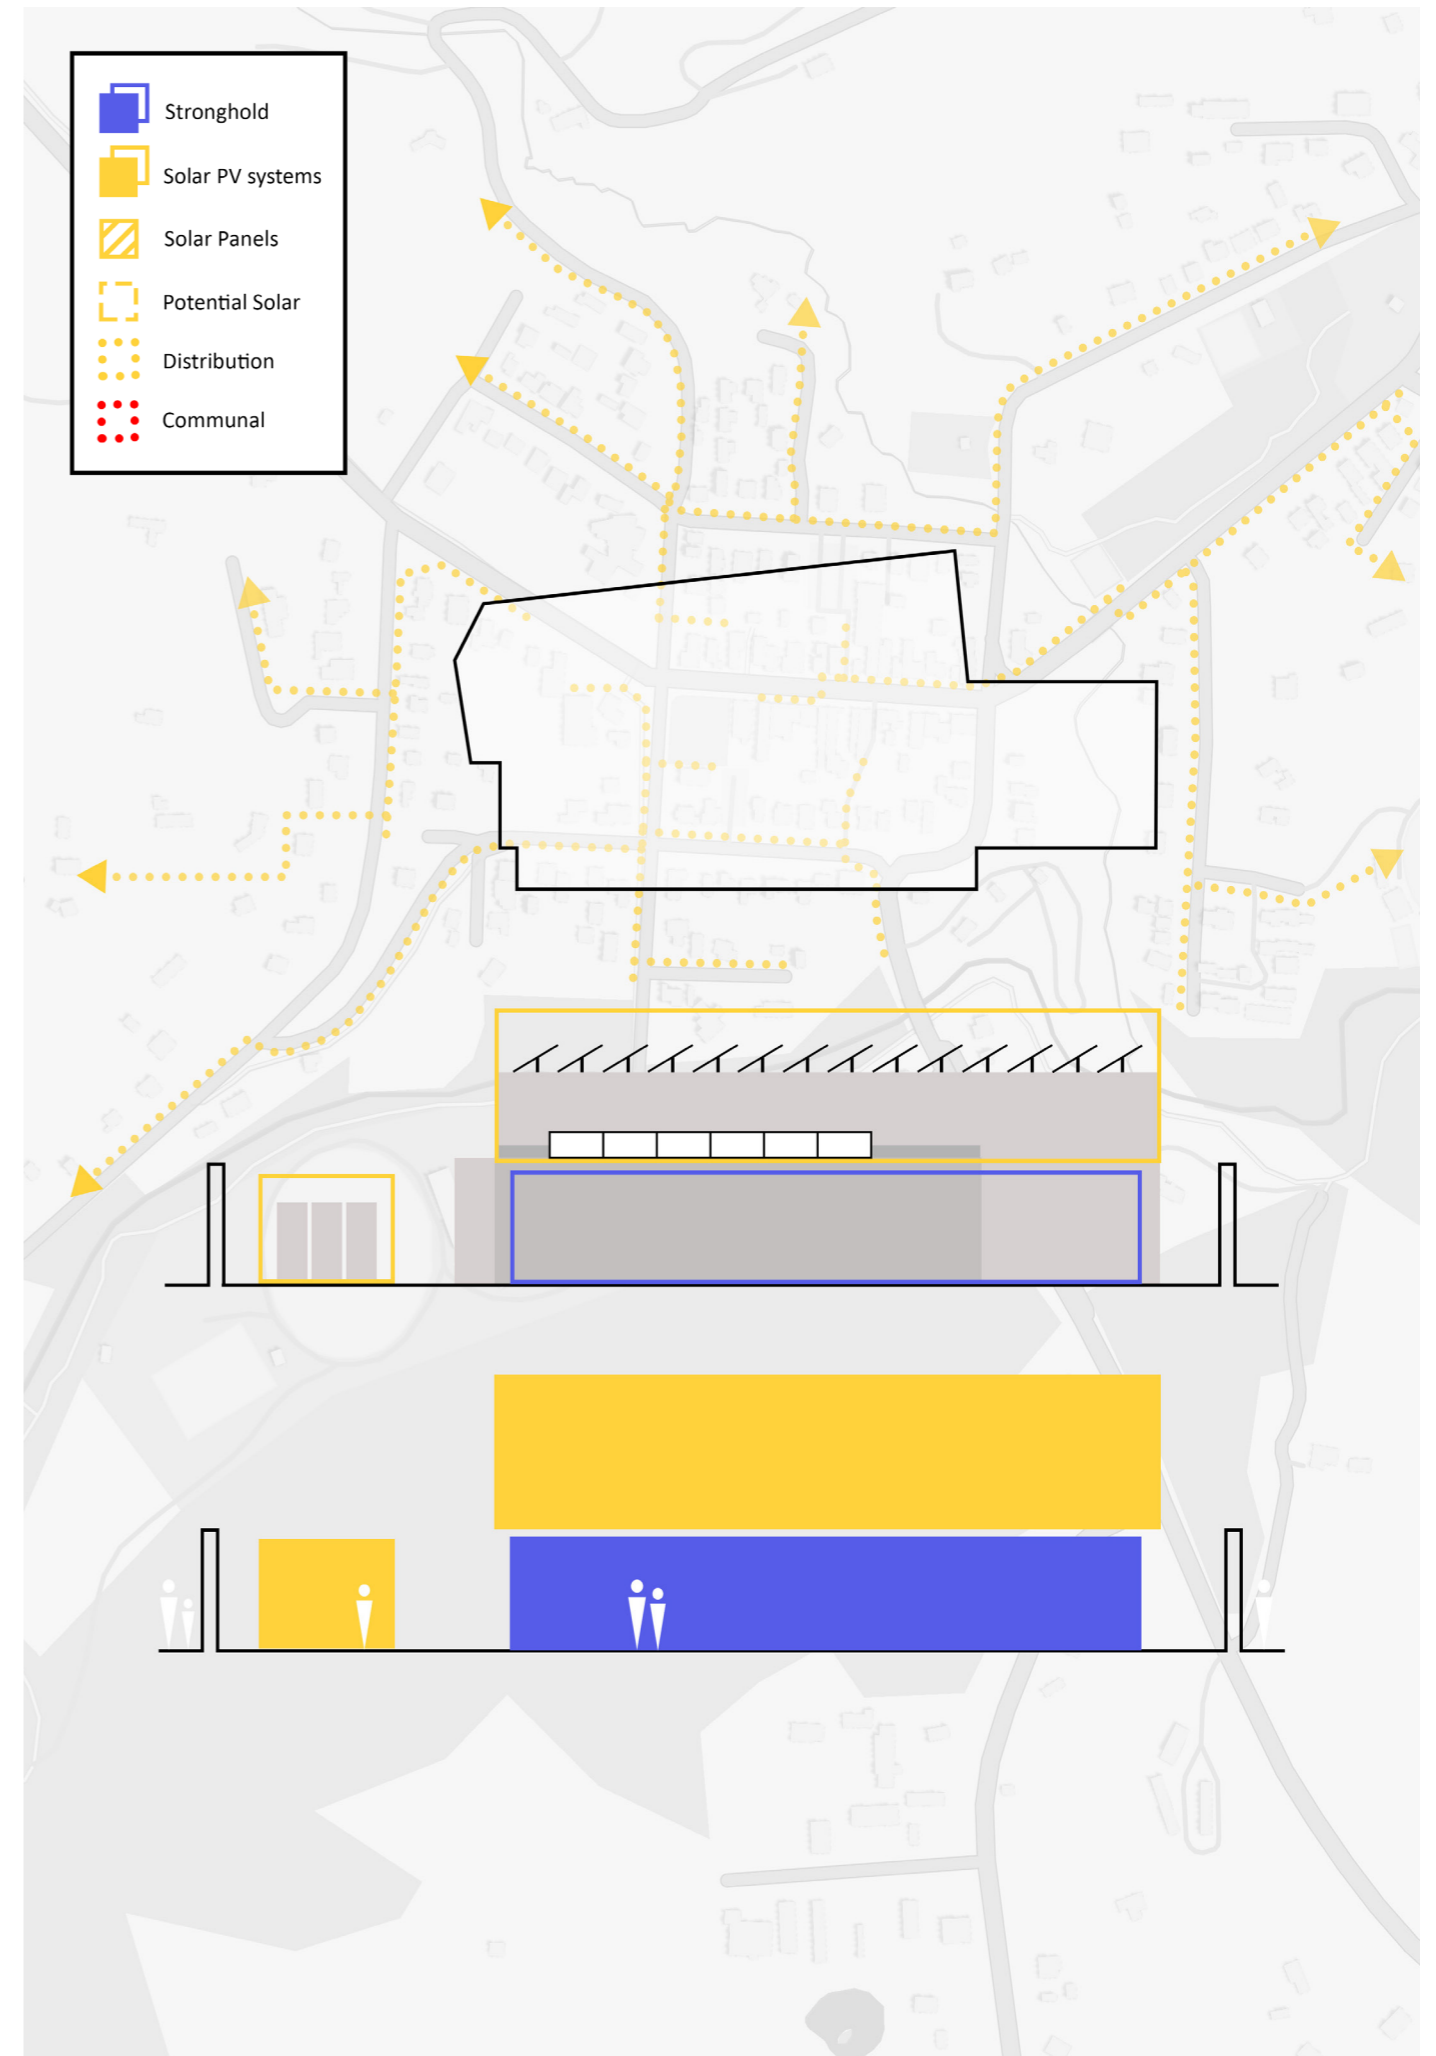 Stronghold
Solar PV systems
Solar Panels
Potential Solar
Distribution
Communal